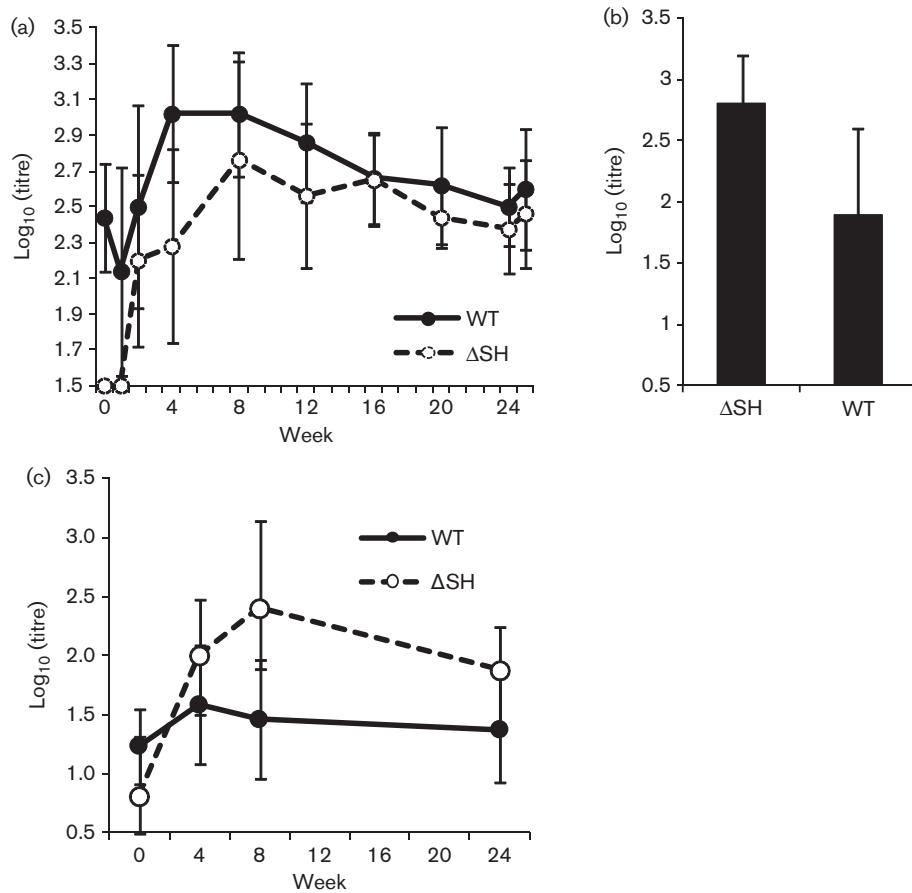 (a)
3.5
3.3
3.1
2.9
2.7
2.5
2.3
2.1
1.9
1.7
1.5
Log10 (titre)
WT
ΔSH
0 4 8 12 16 20 24
Week
(b)
3.5
3
2.5
2
1.5
1
0.5
Log10 (titre)
ΔSH WT
(c)
3.5
3.0
2.5
2.0
1.5
1.0
0.5
Log10 (titre)
WT
ΔSH
0 4 8 12 16 20 24
Week